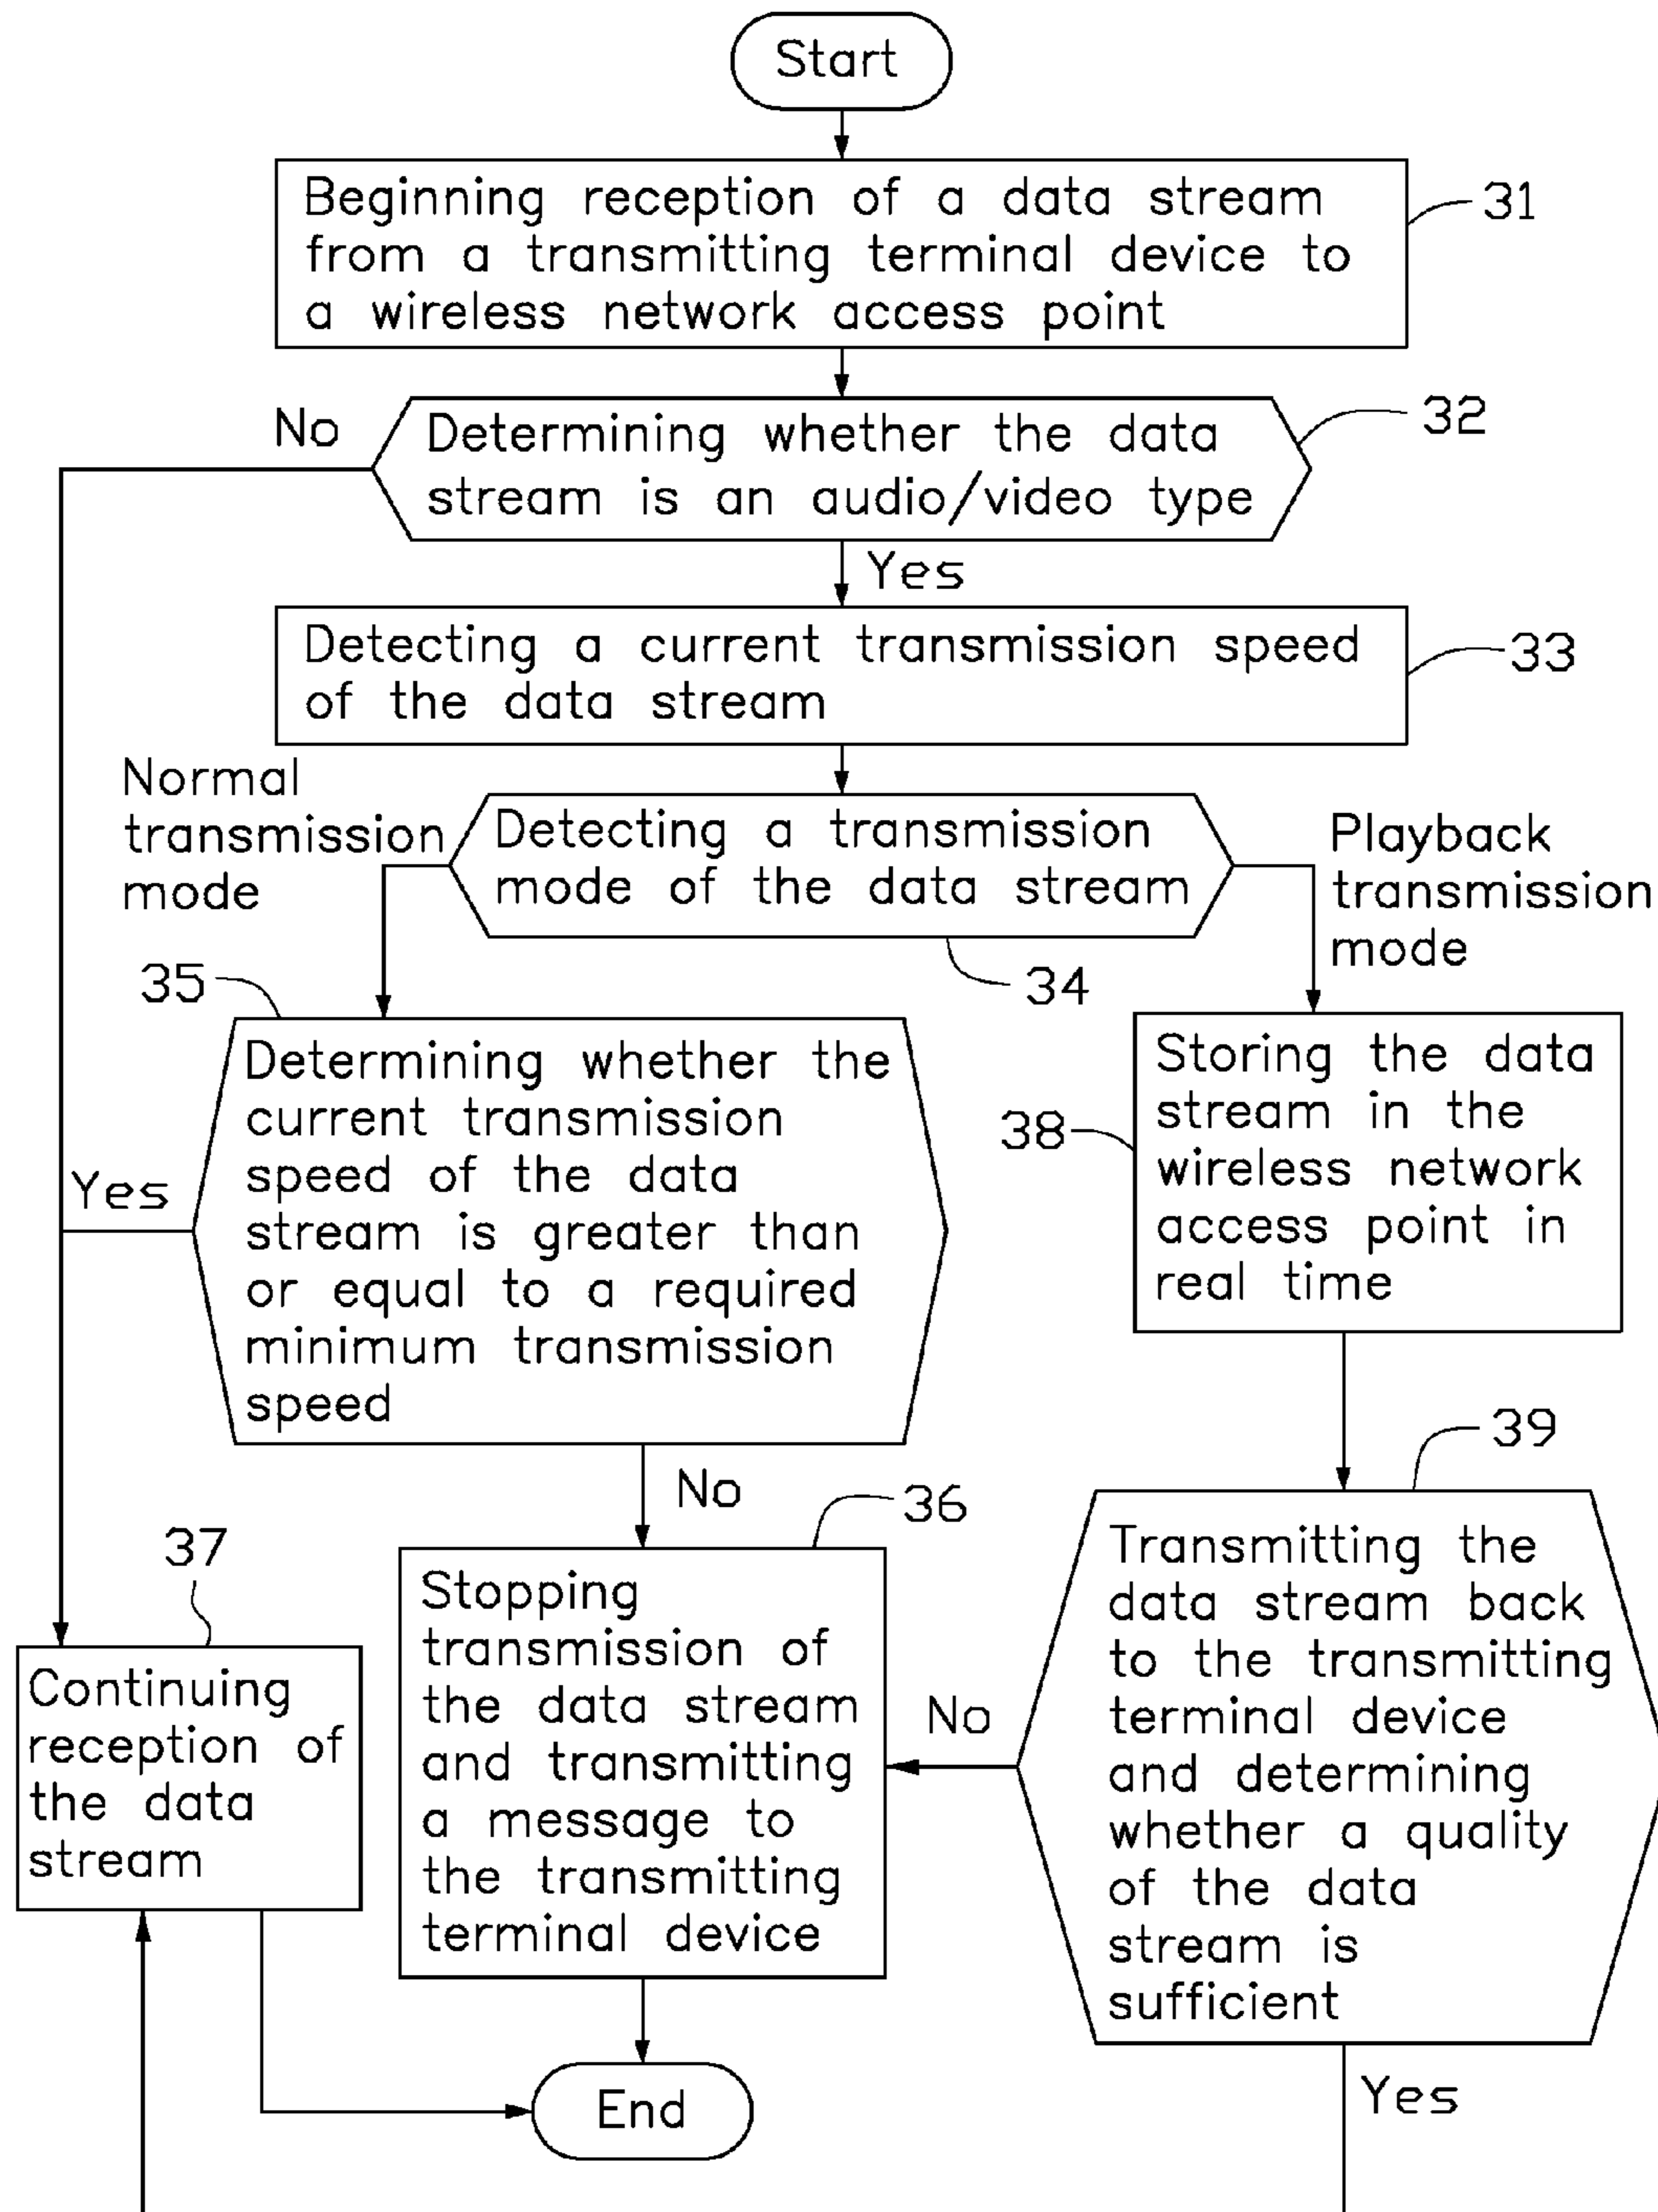 Start
Beginning reception of a data stream
from a transmitting terminal device to
a wireless network access point
31
No
Determining whether the data
stream is an audio/video type
32
Yes
Detecting a current transmission speed
of the data stream
33
Normal
transmission
mode
Detecting a transmission
mode of the data stream
Playback
transmission
mode
35
34
Determining whether the
current transmission
speed of the data
stream is greater than
or equal to a required
minimum transmission
speed
Yes
38
Storing the data
stream in the
wireless network
access point in
real time
No
36
39
37
Continuing
reception of
the data
stream
Stopping
transmission of
the data stream
and transmitting
a message to
the transmitting
terminal device
No
Transmitting the
data stream back
to the transmitting
terminal device
and determining
whether a quality
of the data
stream is
sufficient
End
Yes